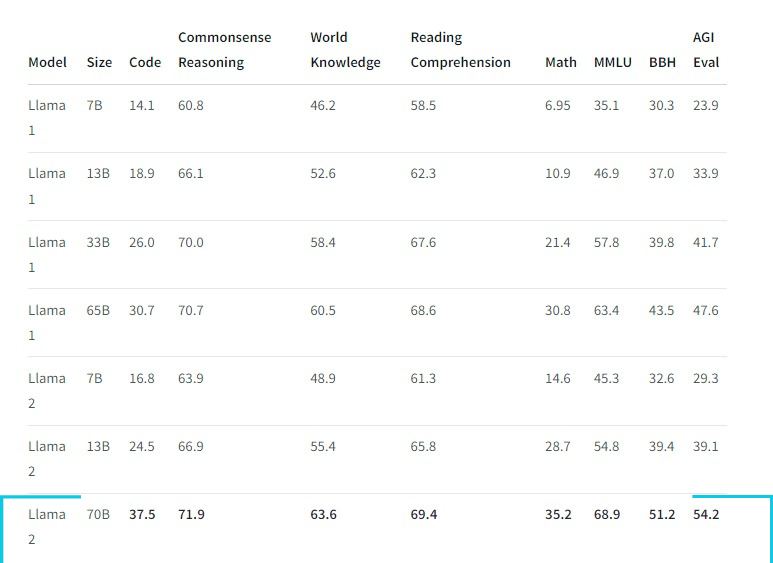 Model Size Code Commonsense Reasoning World Knowledge Reading Comprehension Math MMLU BBH AGI Eval
Llama 1 7B 14.1 60.8 46.2 58.5 6.95 35.1 30.3 23.9
Llama 1 13B 18.9 66.1 52.6 62.3 10.9 46.9 37.0 33.9
Llama 1 33B 26.0 70.0 58.4 67.6 21.4 57.8 39.8 41.7
Llama 1 65B 30.7 70.7 60.5 68.6 30.8 63.4 43.5 47.6
Llama 2 7B 16.8 63.9 48.9 61.3 14.6 45.3 32.6 29.3
Llama 2 13B 24.5 66.9 55.4 65.8 28.7 54.8 39.4 39.1
Llama 2 70B 37.5 71.9 63.6 69.4 35.2 68.9 51.2 54.2